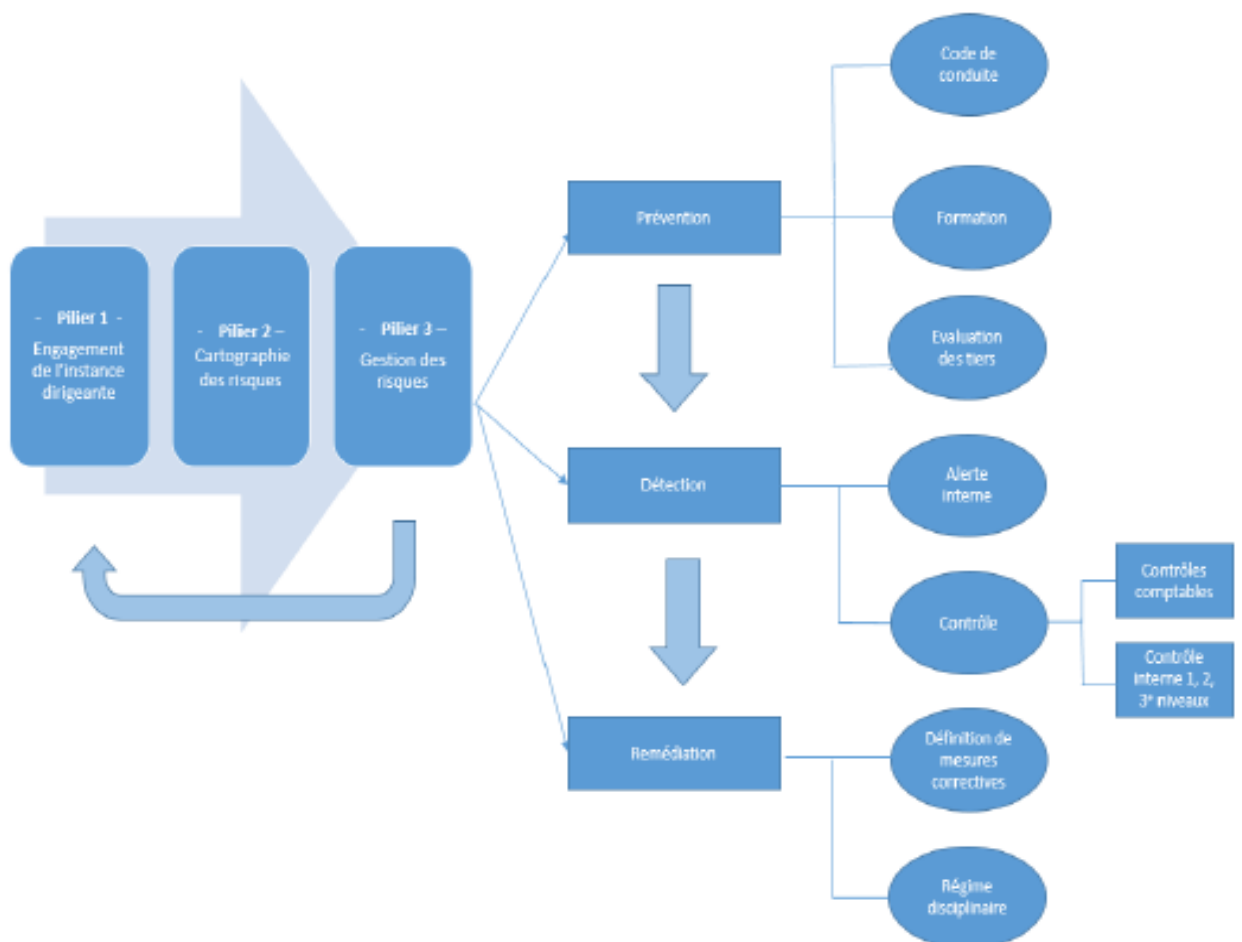 - Pilier 1 -
Engagement
de l'instance
dirigeante
- Pilier 2 –
Cartographie
des risques
- Pilier 3 –
Gestion des
risques
Prévention
Code de
conduite
Formation
Evaluation
des tiers
Détection
Alerte
interne
Contrôle
Contrôles
comptables
Contrôle
interne 1, 2,
3e niveaux
Remédiation
Définition de
mesures
correctives
Régime
disciplinaire